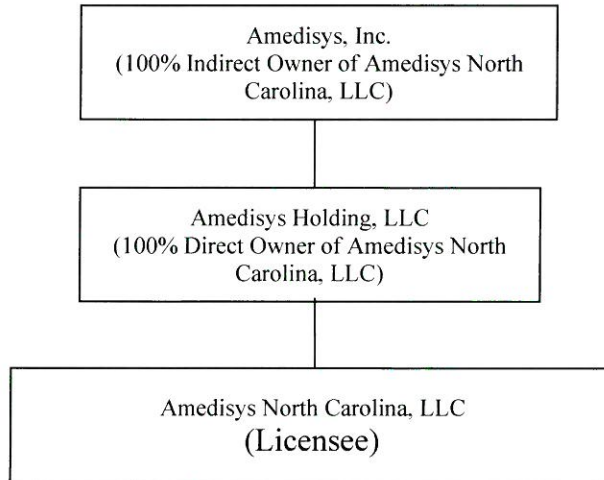 Amedisys, Inc.
(100% Indirect Owner of Amedisys North
Carolina, LLC)
Amedisys Holding, LLC
(100% Direct Owner of Amedisys North
Carolina, LLC)
Amedisys North Carolina, LLC
(Licensee)